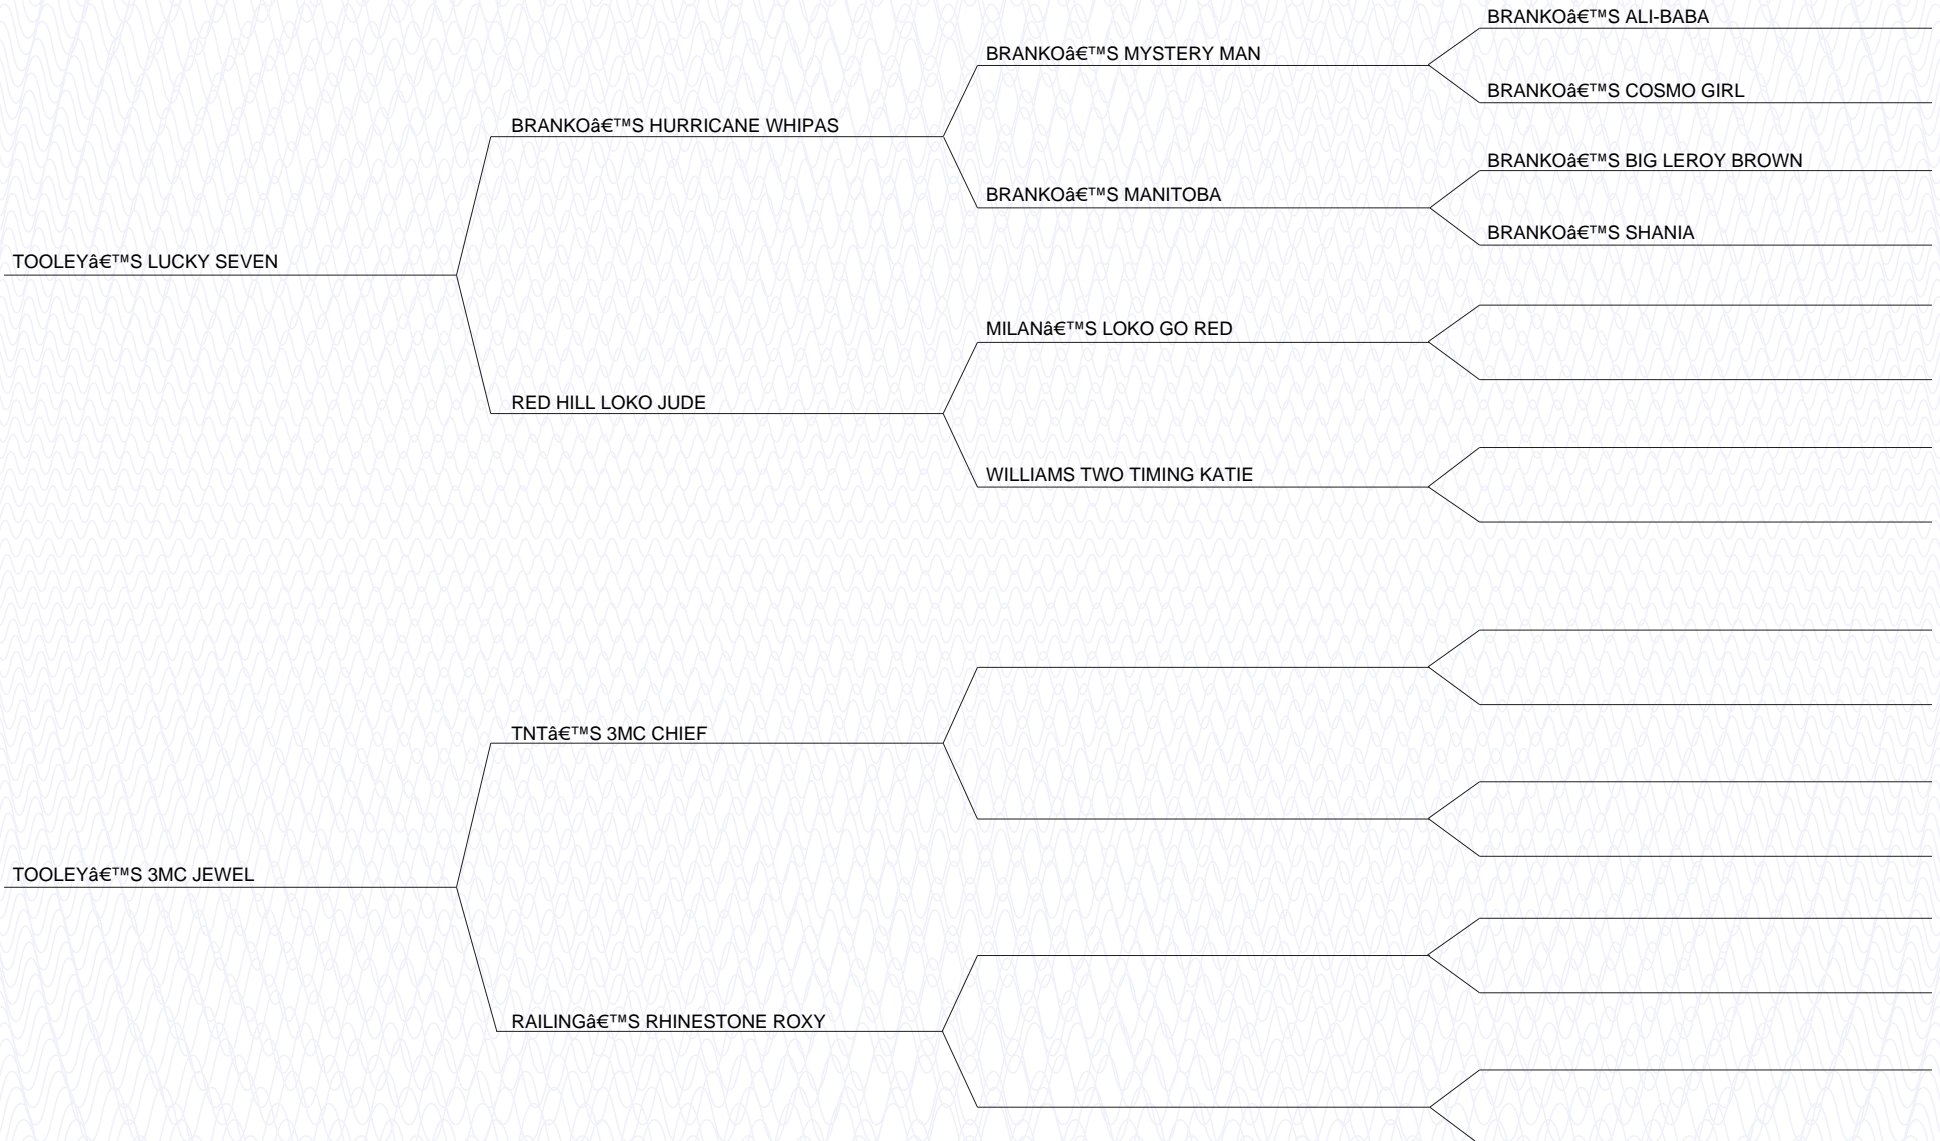 BRANKOâ€™S ALI-BABA
BRANKOâ€™S MYSTERY MAN
BRANKOâ€™S COSMO GIRL
BRANKOâ€™S HURRICANE WHIPAS
BRANKOâ€™S BIG LEROY BROWN
BRANKOâ€™S MANITOBA
BRANKOâ€™S SHANIA
TOOLEYâ€™S LUCKY SEVEN
MILANâ€™S LOKO GO RED
RED HILL LOKO JUDE
WILLIAMS TWO TIMING KATIE
TNTâ€™S 3MC CHIEF
TOOLEYâ€™S 3MC JEWEL
RAILINGâ€™S RHINESTONE ROXY